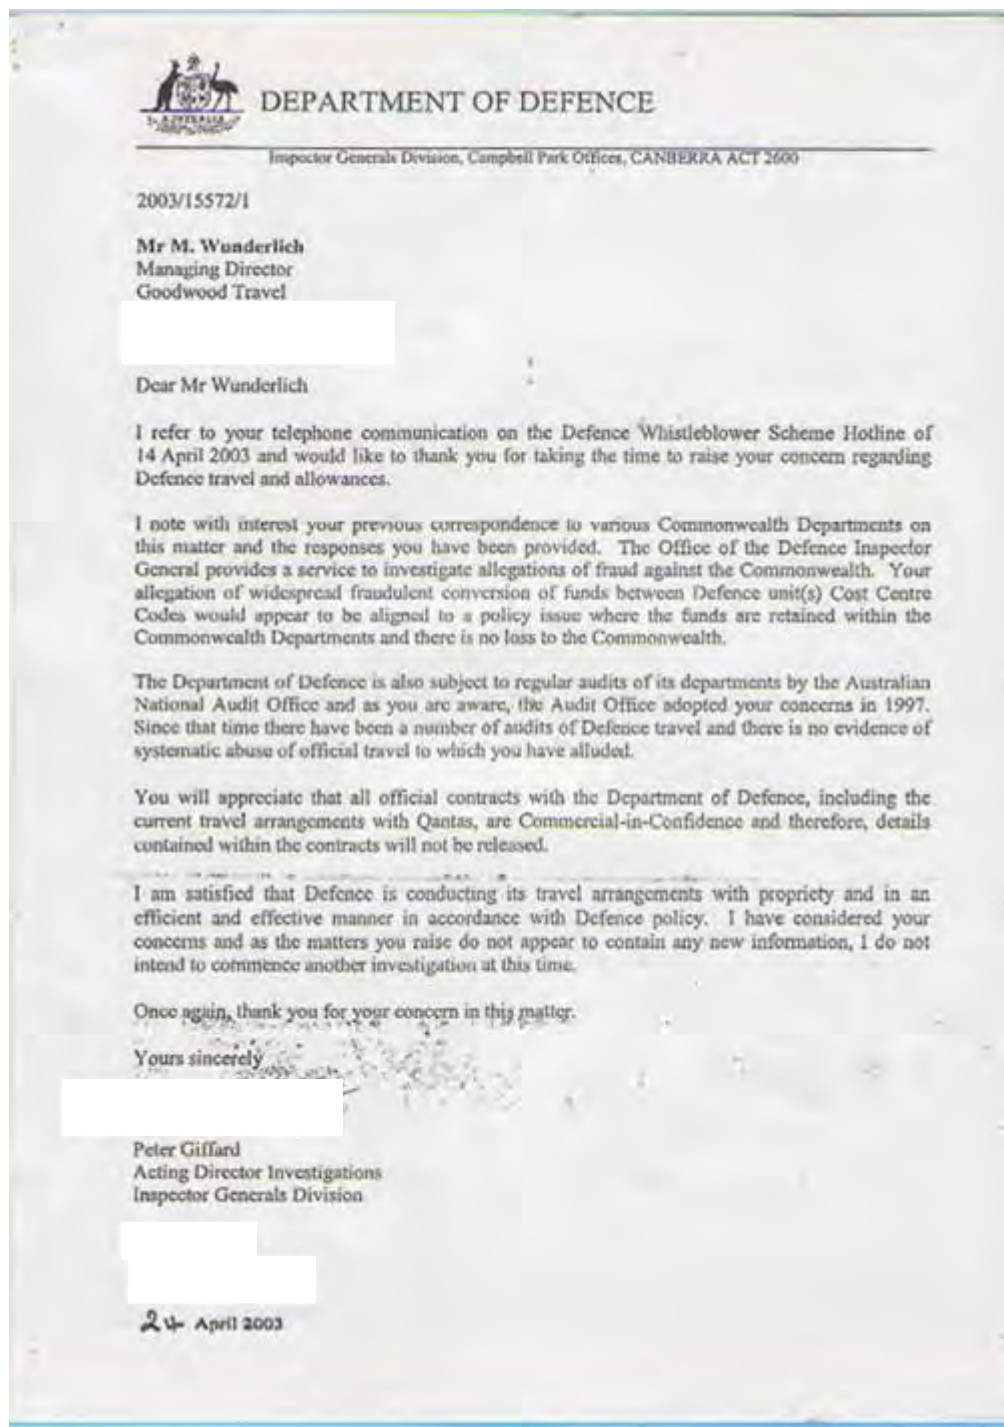 AUSTRALIA
DEPARTMENT OF DEFENCE
Inspector Generals Division, Campbell Park Offices, CANBERRA ACT 2600
2003/15572/1
Mr M. Wunderlich
Managing Director
Goodwood Travel
Dear Mr Wunderlich
I refer to your telephone communication on the Defence Whistleblower Scheme Hotline of
14 April 2003 and would like to thank you for taking the time to raise your concern regarding
Defence travel and allowances.
I note with interest your previous correspondence to various Commonwealth Departments on
this matter and the responses you have been provided. The Office of the Defence Inspector
General provides a service to investigate allegations of fraud against the Commonwealth. Your
allegation of widespread fraudulent conversion of funds between Defence unit(s) Cost Centre
Codes would appear to be aligned to a policy issue where the funds are retained within the
Commonwealth Departments and there is no loss to the Commonwealth.
The Department of Defence is also subject to regular audits of its departments by the Australian
National Audit Office and as you are aware, the Audit Office adopted your concerns in 1997.
Since that time there have been a number of audits of Defence travel and there is no evidence of
systematic abuse of official travel to which you have alluded.
You will appreciate that all official contracts with the Department of Defence, including the
current travel arrangements with Qantas, are Commercial-in-Confidence and therefore, details
contained within the contracts will not be released.
I am satisfied that Defence is conducting its travel arrangements with propriety and in an
efficient and effective manner in accordance with Defence policy. I have considered your
concerns and as the matters you raise do not appear to contain any new information, I do not
intend to commence another investigation at this time.
Once again, thank you for your concern in this matter.
Yours sincerely
Peter Giffard
Acting Director Investigations
Inspector Generals Division
24 April 2003